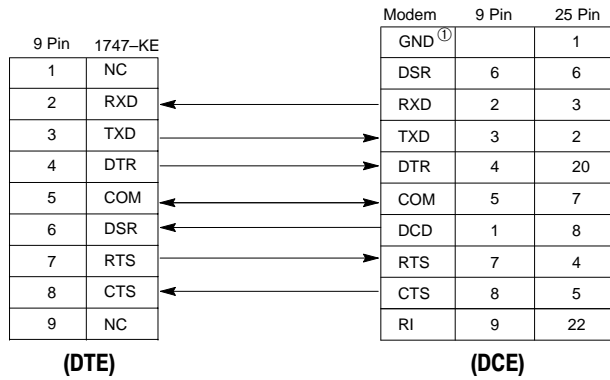 Modem 9 Pin 25 Pin
9 Pin 1747–KE
GND ① 1
1 NC
DSR 6 6
2 RXD
RXD 2 3
3 TXD
TXD 3 2
4 DTR
DTR 4 20
5 COM
COM 5 7
6 DSR
DCD 1 8
7 RTS
RTS 7 4
8 CTS
CTS 8 5
9 NC
RI 9 22
(DTE) (DCE)